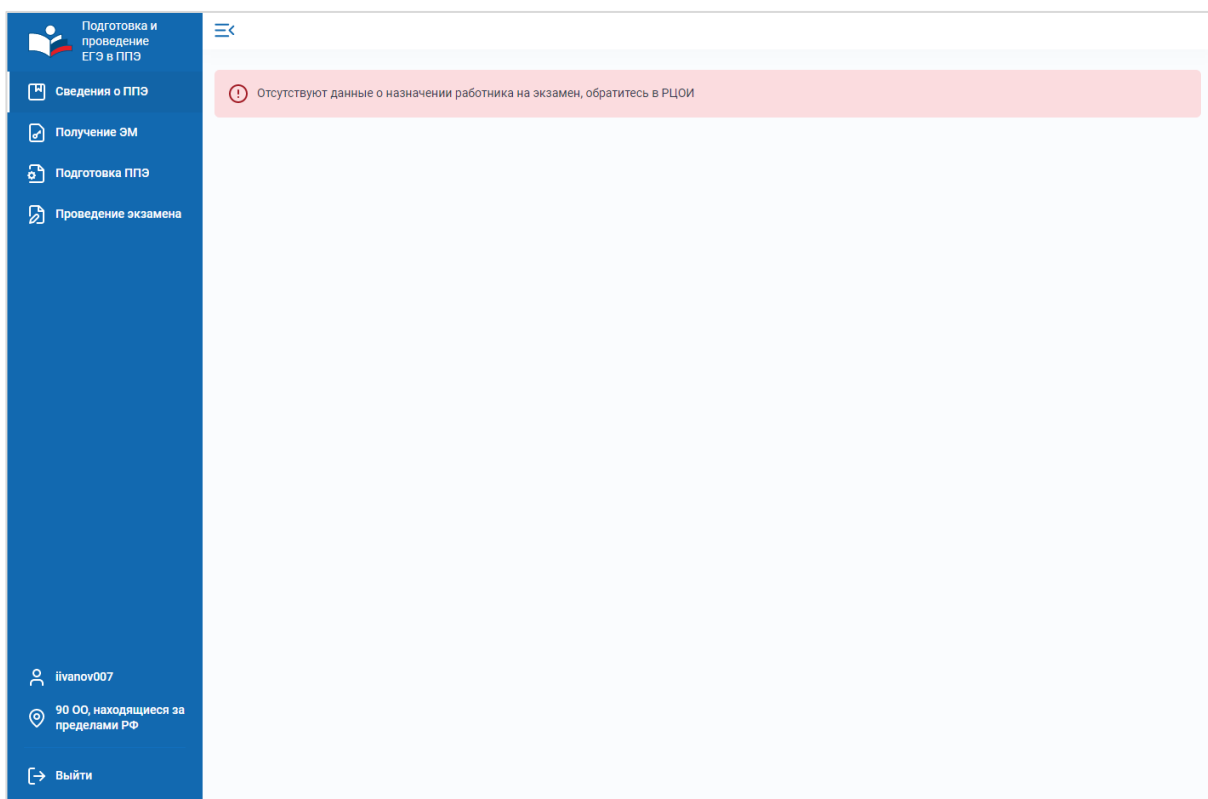 Подготовка и
проведение
ЕГЭ в ППЭ
Сведения о ППЭ
Получение ЭМ
Подготовка ППЭ
Проведение экзамена
Отсутствуют данные о назначении работника на экзамен, обратитесь в РЦОИ
iivanov007
90 ОО, находящиеся за
пределами РФ
Выйти